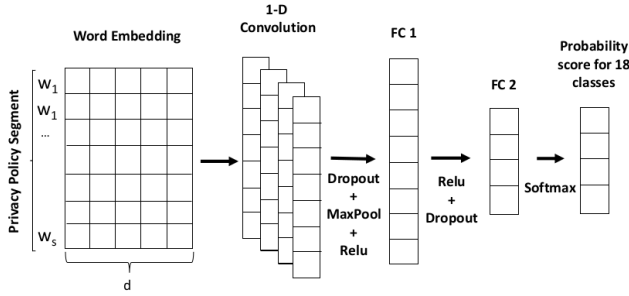 Word Embedding
1-D
Convolution
FC 1
FC 2
Probability
score for 18
classes
Privacy Policy Segment
W1
W1
...
Ws
d
Dropout
+
MaxPool
+
Relu
Relu
+
Dropout
Softmax